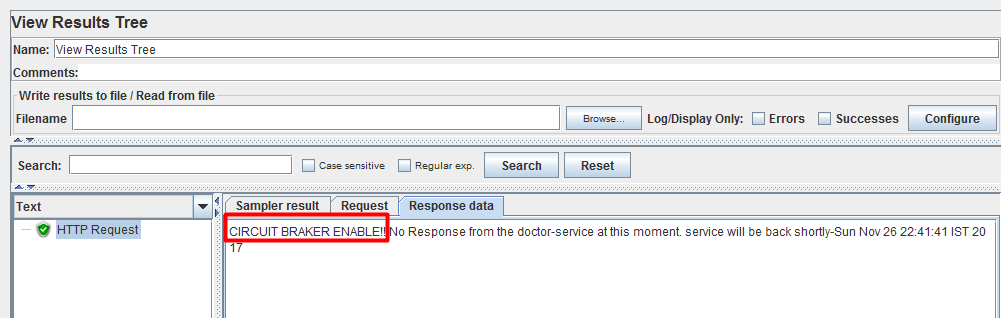 View Results Tree
Name: View Results Tree
Comments:
Write results to file / Read from file
Filename Browse... Log/Display Only: Errors Successes Configure
Search: Case sensitive Regular exp. Search Reset
Text Sampler result Request Response data
HTTP Request CIRCUIT BRAKER ENABLE!! No Response from the doctor-service at this moment. service will be back shortly-Sun Nov 26 22:41:41 IST 20
17